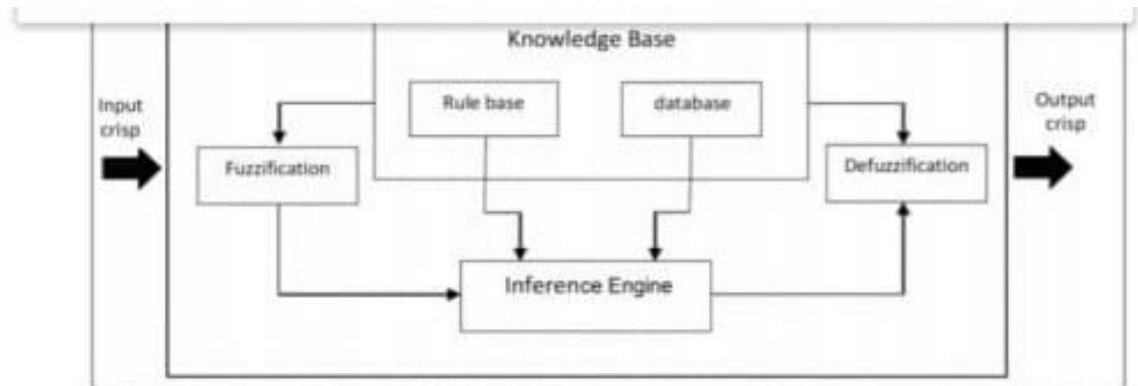 Knowledge Base
Input
crisp
Rule base
database
Output
crisp
Fuzzification
Defuzzification
Inference Engine